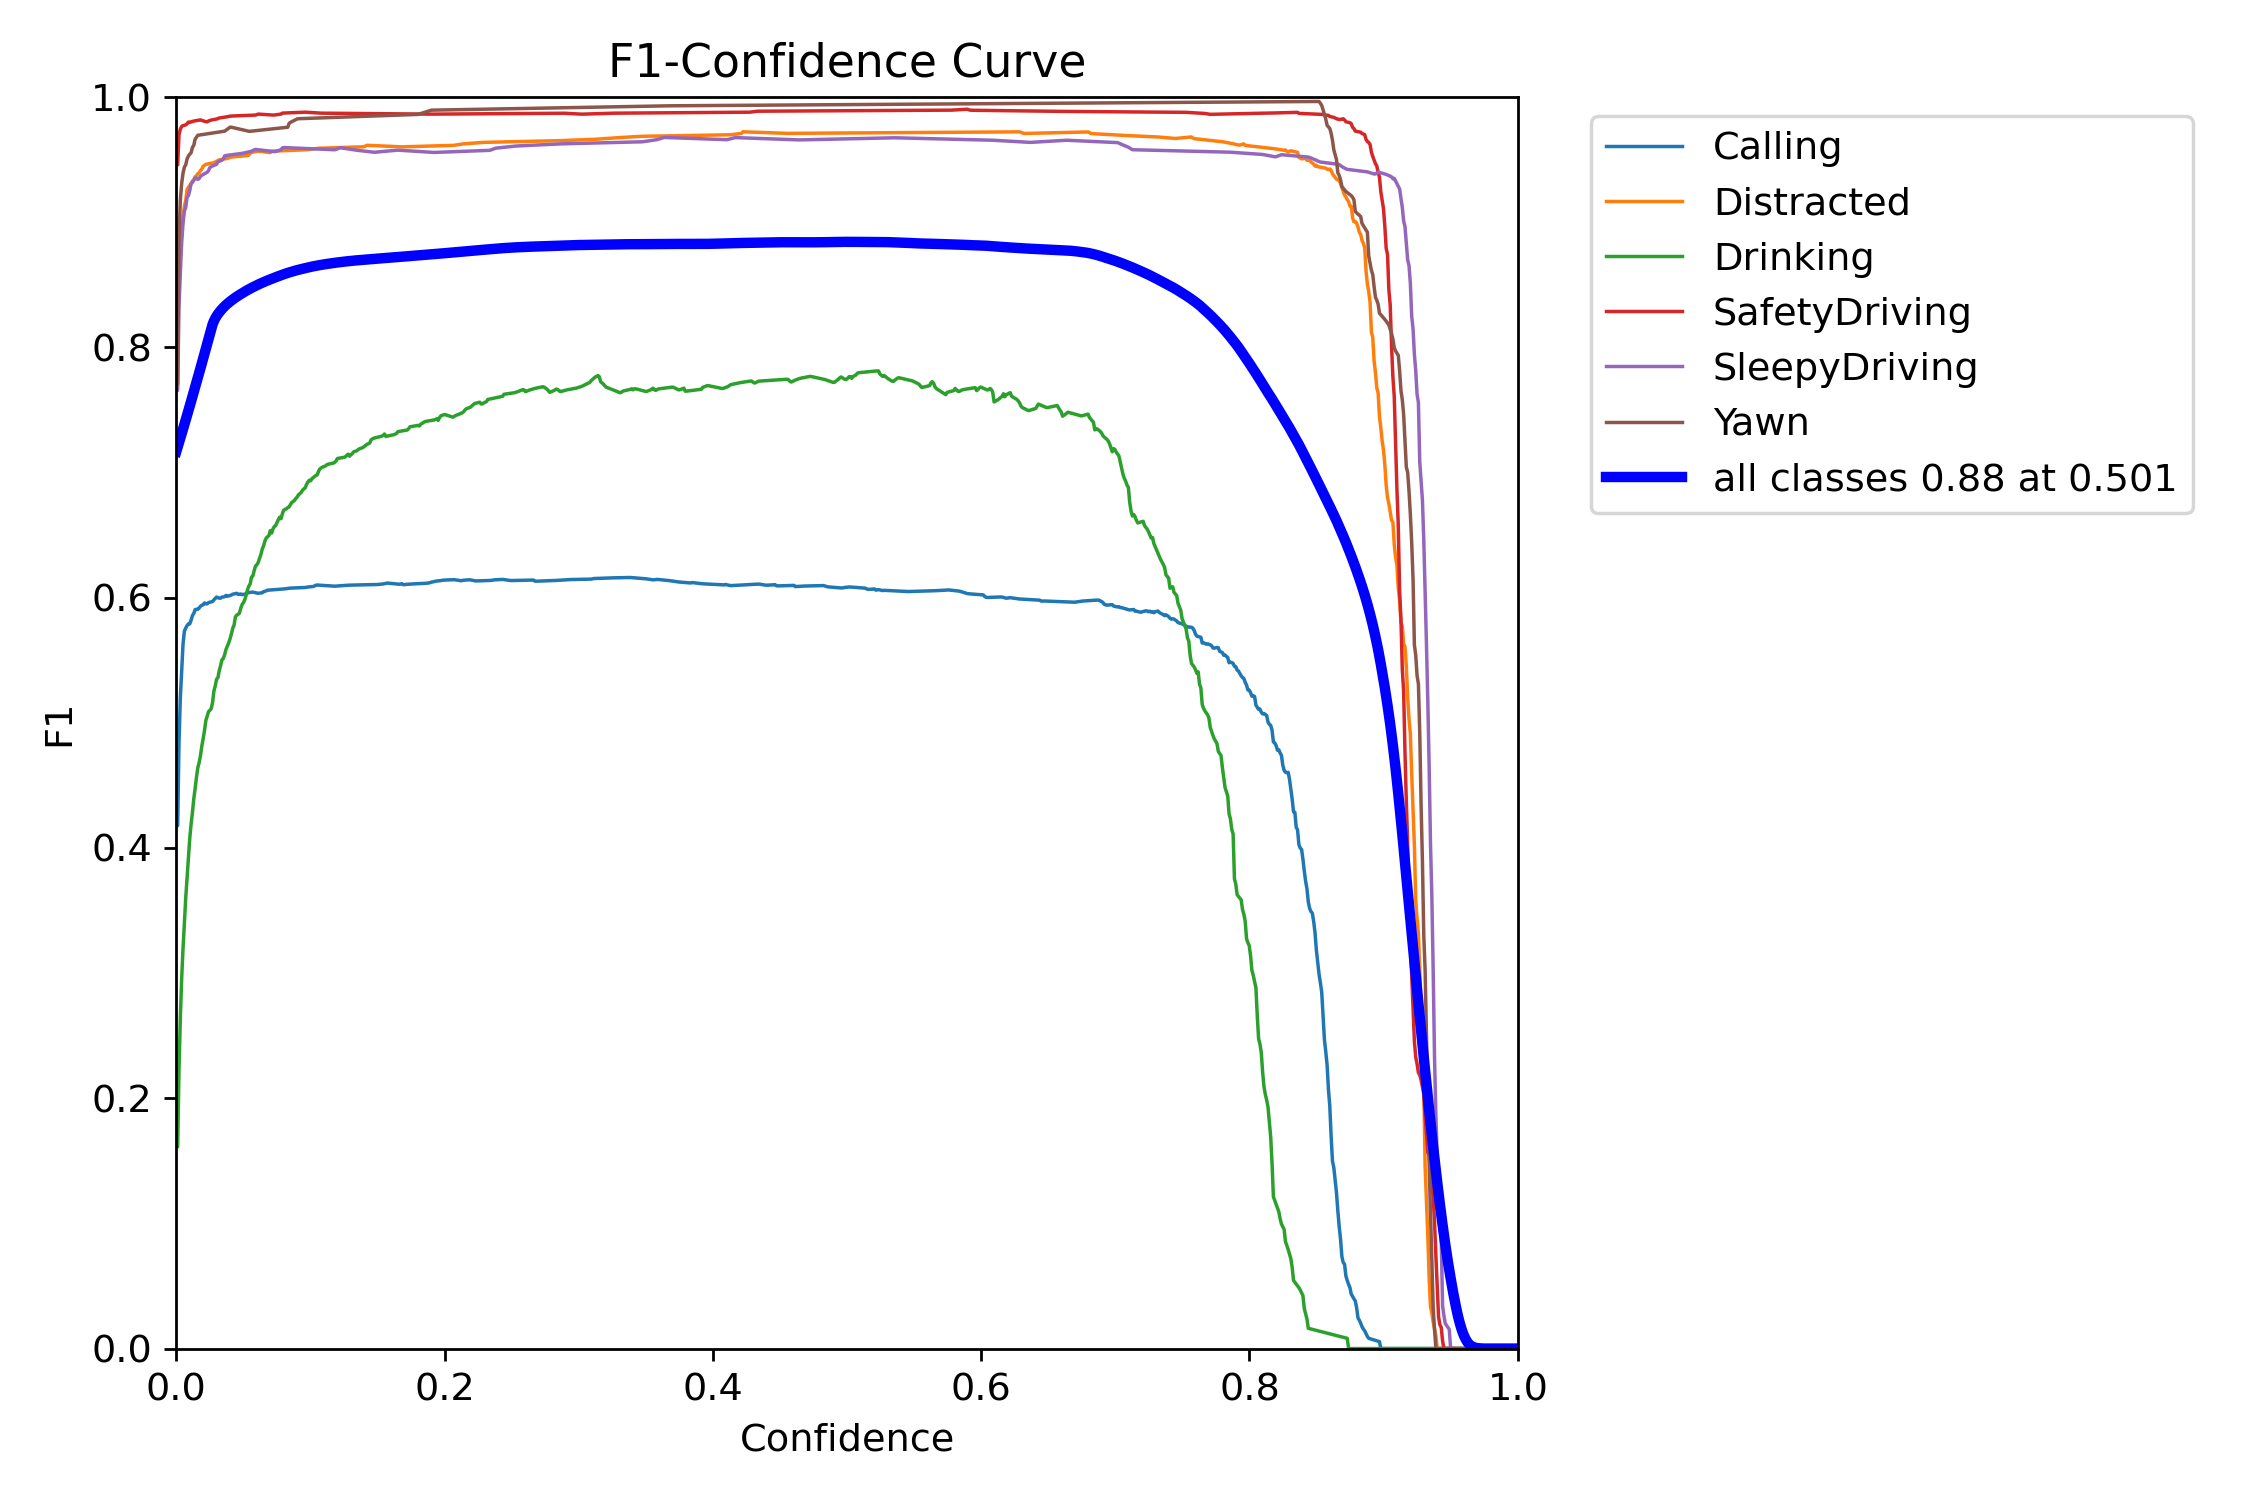 F1-Confidence Curve
1.0
0.8
0.6
0.4
0.2
0.0
F1
0.0 0.2 0.4 0.6 0.8 1.0
Confidence
Calling
Distracted
Drinking
SafetyDriving
SleepyDriving
Yawn
all classes 0.88 at 0.501